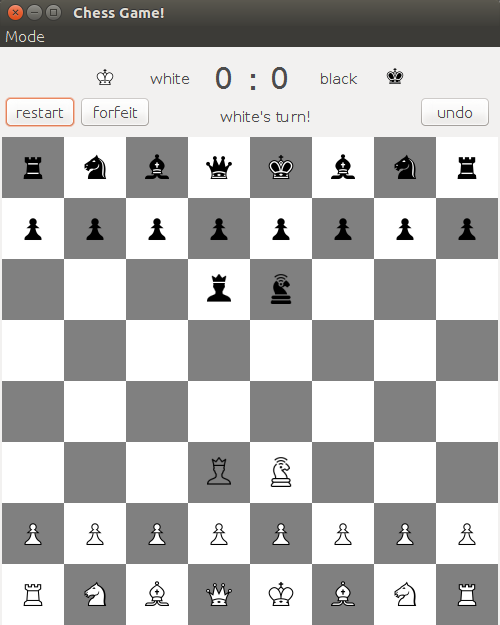 Chess Game!
Mode
white 0 : 0 black
restart forfeit white's turn! undo